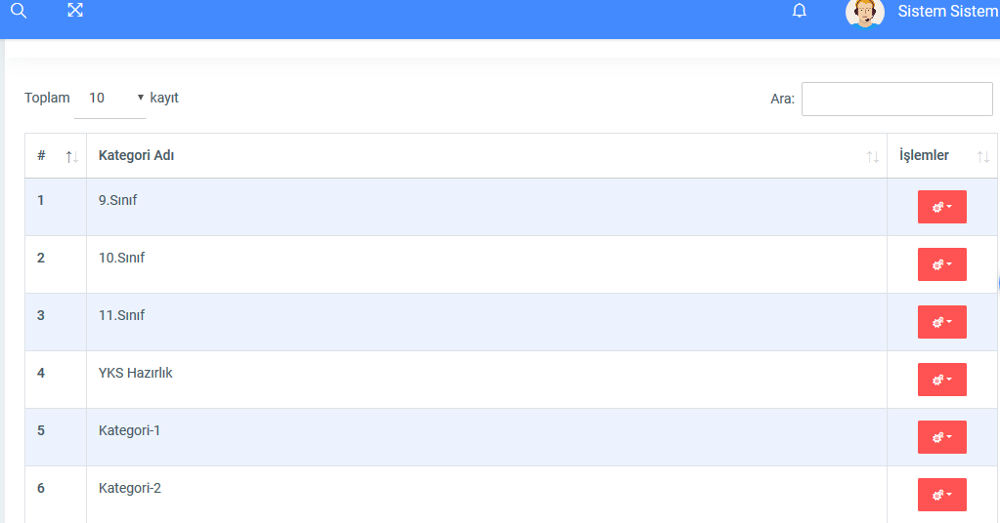 Sistem Sistem
Toplam 10 kayıt
Ara:
# Kategori Adı İşlemler
1 9.Sınıf
2 10.Sınıf
3 11.Sınıf
4 YKS Hazırlık
5 Kategori-1
6 Kategori-2